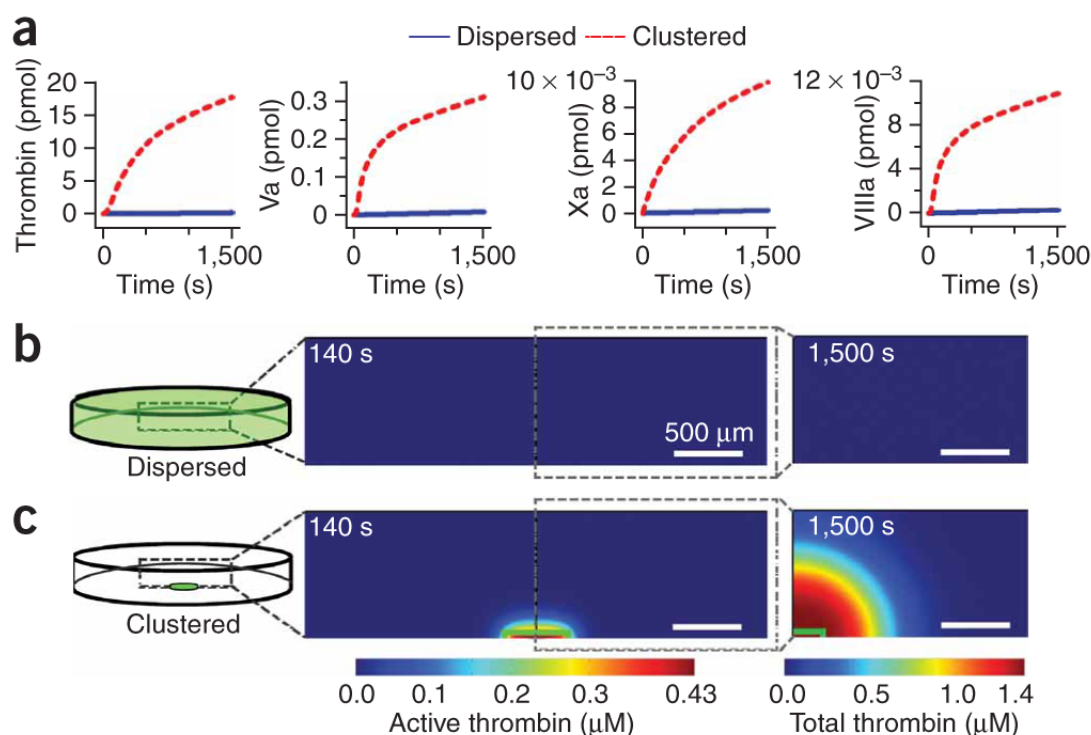 a
Dispersed Clustered
Thrombin (pmol)
20
15
10
5
0
0 1,500
Time (s)
Va (pmol)
0.3
0.2
0.1
0
0 1,500
Time (s)
Xa (pmol)
10 × 10⁻³
8
6
4
2
0
0 1,500
Time (s)
VIIIa (pmol)
12 × 10⁻³
8
4
0
0 1,500
Time (s)
b
Dispersed
140 s
500 μm
1,500 s
c
Clustered
140 s
1,500 s
0.0 0.1 0.2 0.3 0.43
Active thrombin (μM)
0.0 0.5 1.0 1.4
Total thrombin (μM)